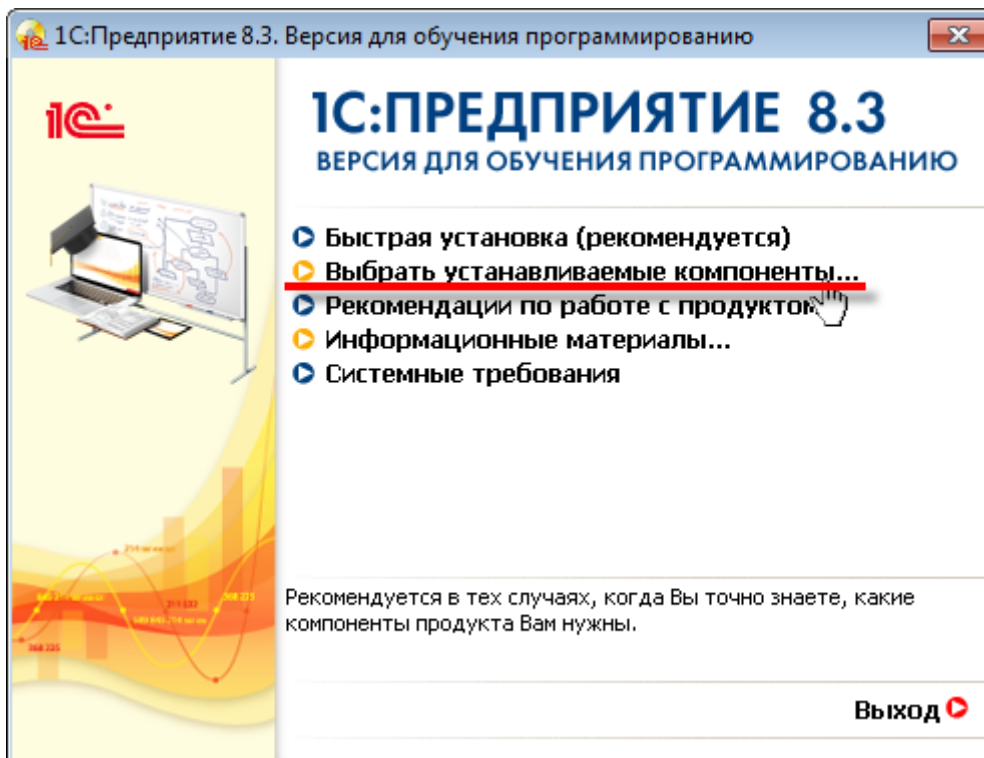 1С:Предприятие 8.3. Версия для обучения программированию
1С
1С:ПРЕДПРИЯТИЕ 8.3
ВЕРСИЯ ДЛЯ ОБУЧЕНИЯ ПРОГРАММИРОВАНИЮ
Быстрая установка (рекомендуется)
Выбрать устанавливаемые компоненты...
Рекомендации по работе с продуктом
Информационные материалы...
Системные требования
Рекомендуется в тех случаях, когда Вы точно знаете, какие
компоненты продукта Вам нужны.
Выход